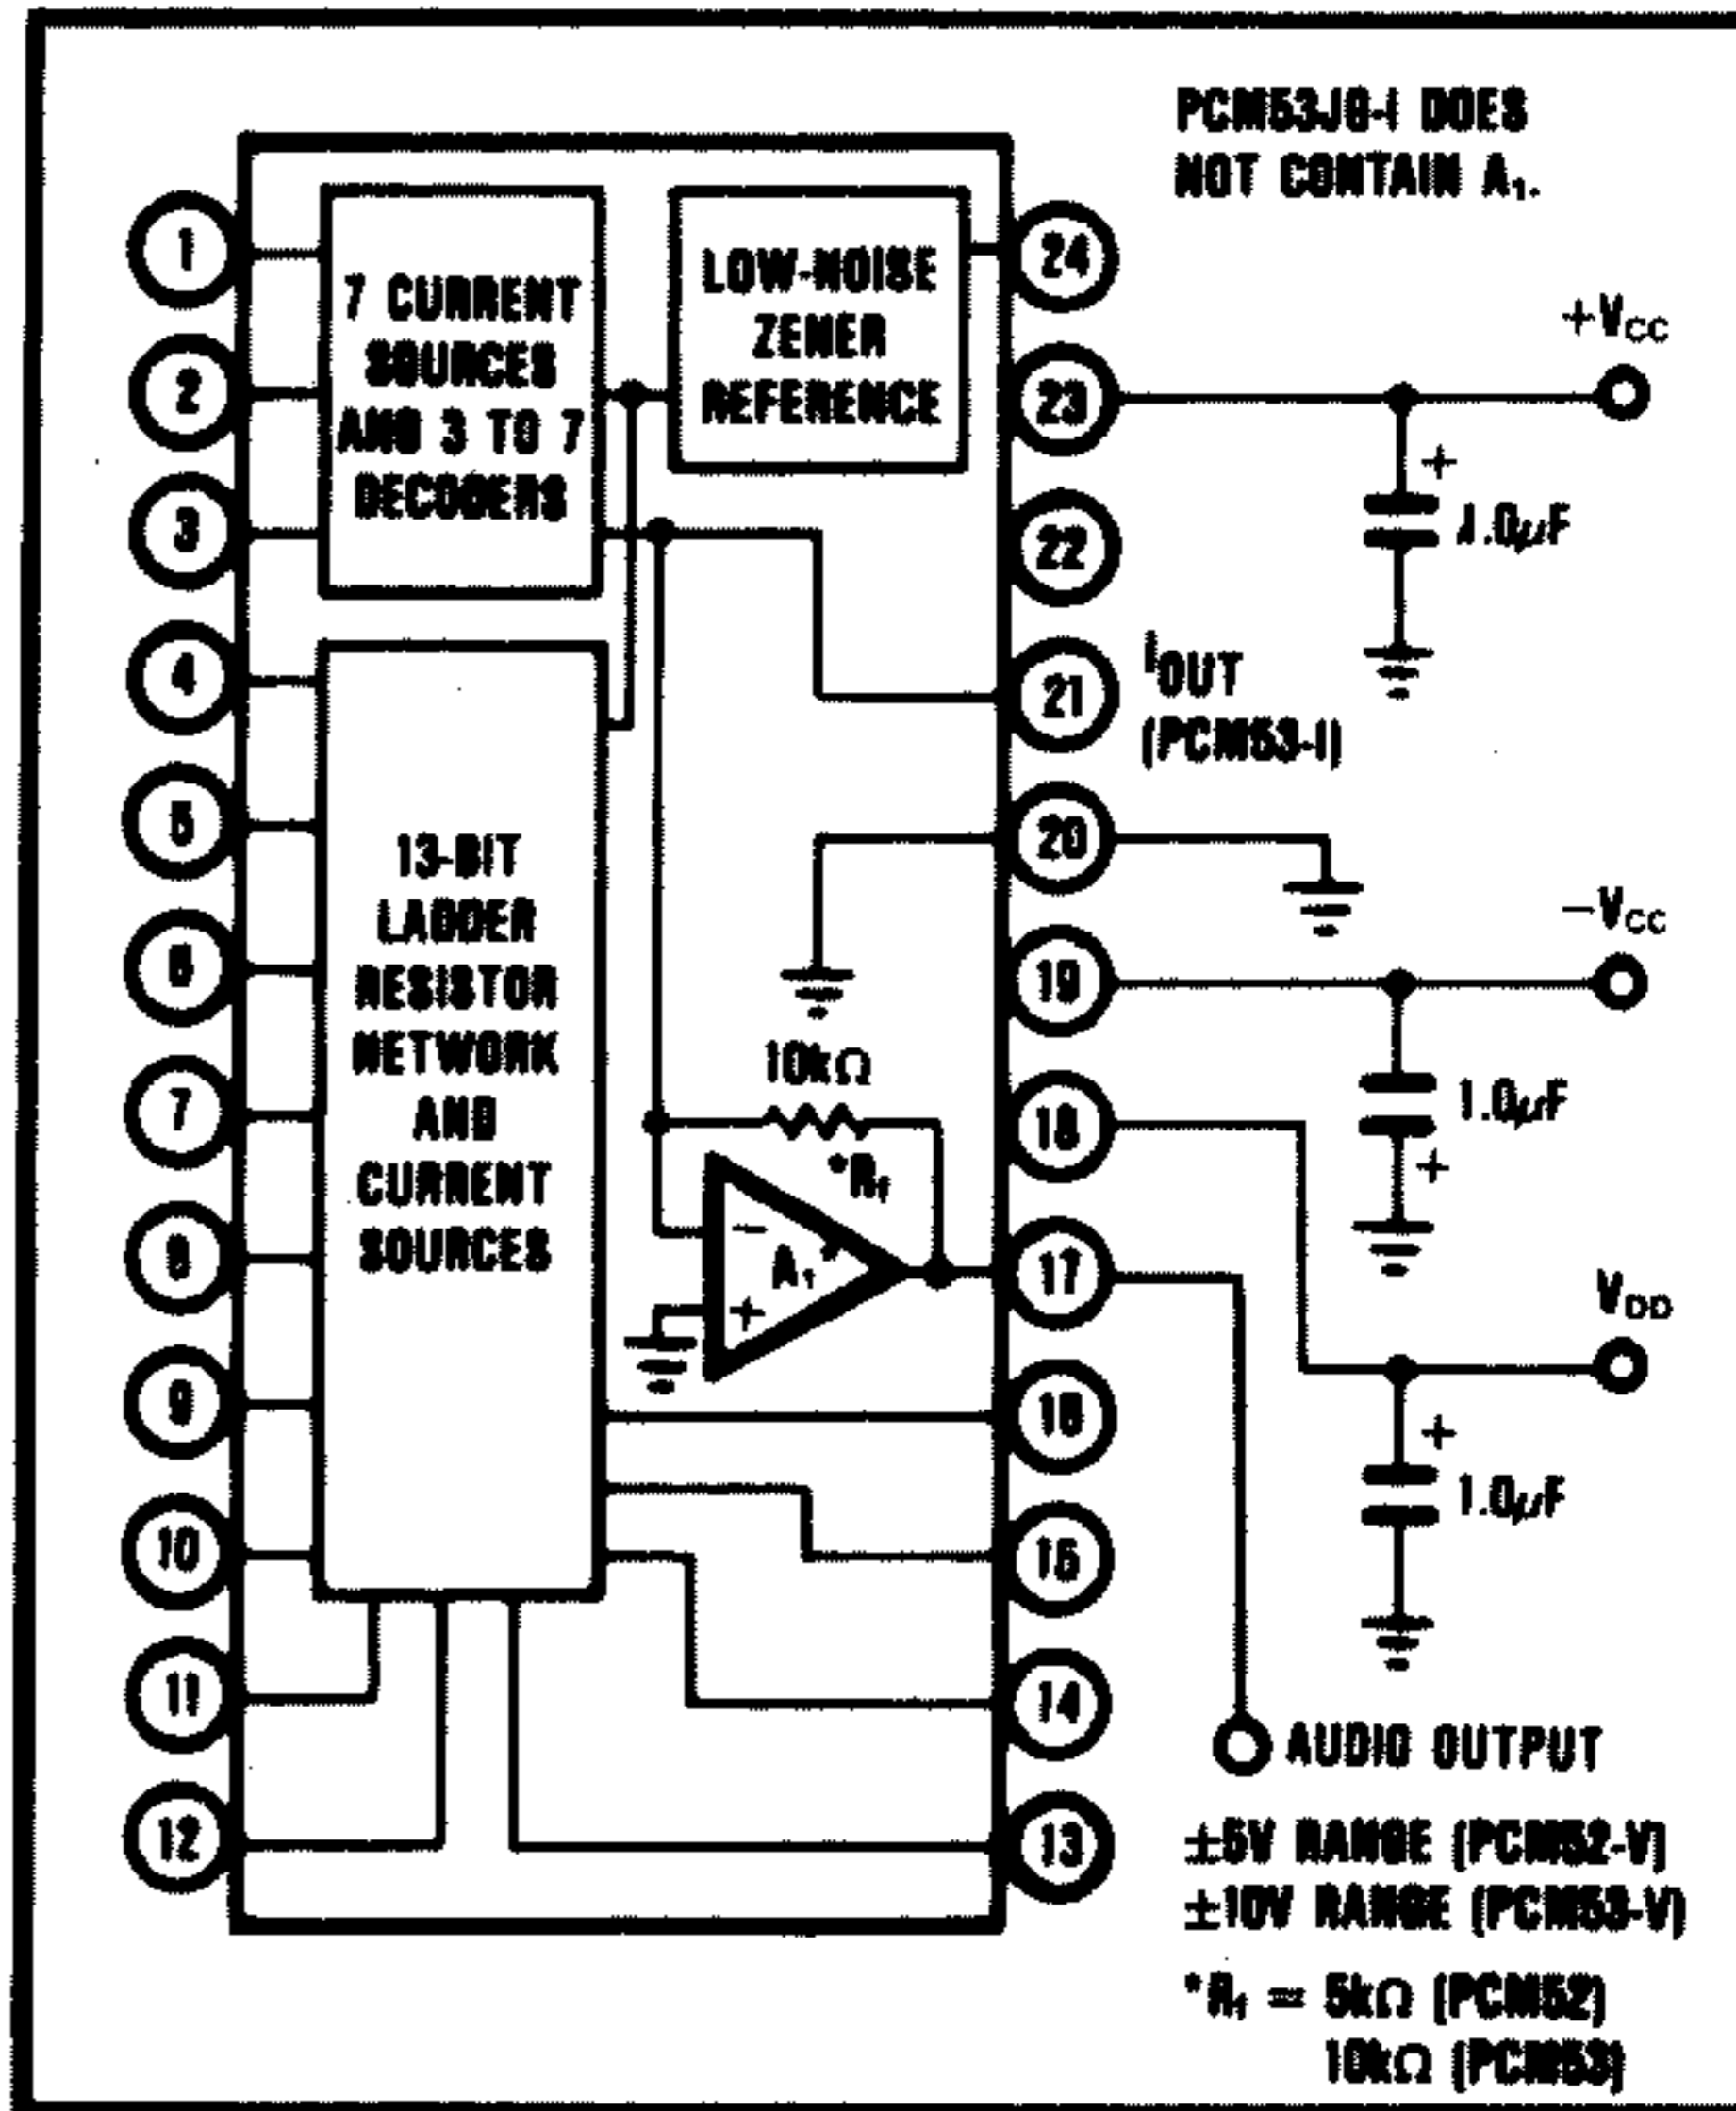 PCM53JG-I DOES
NOT CONTAIN A₁.
1
2
3
4
5
6
7
8
9
10
11
12
7 CURRENT
SOURCES
AND 3 TO 7
DECODERS
LOW-NOISE
ZENER
REFERENCE
13-BIT
LADDER
RESISTOR
NETWORK
AND
CURRENT
SOURCES
10kΩ
*Rf
−
A₁
+
24
23
22
21
20
19
18
17
16
15
14
13
+VCC
+
1.0μF
IOUT
(PCM53-I)
−VCC
1.0μF
+
VDD
+
1.0μF
AUDIO OUTPUT
±5V RANGE (PCM52-V)
±10V RANGE (PCM53-V)
*Rf = 5kΩ (PCM52)
10kΩ (PCM53)